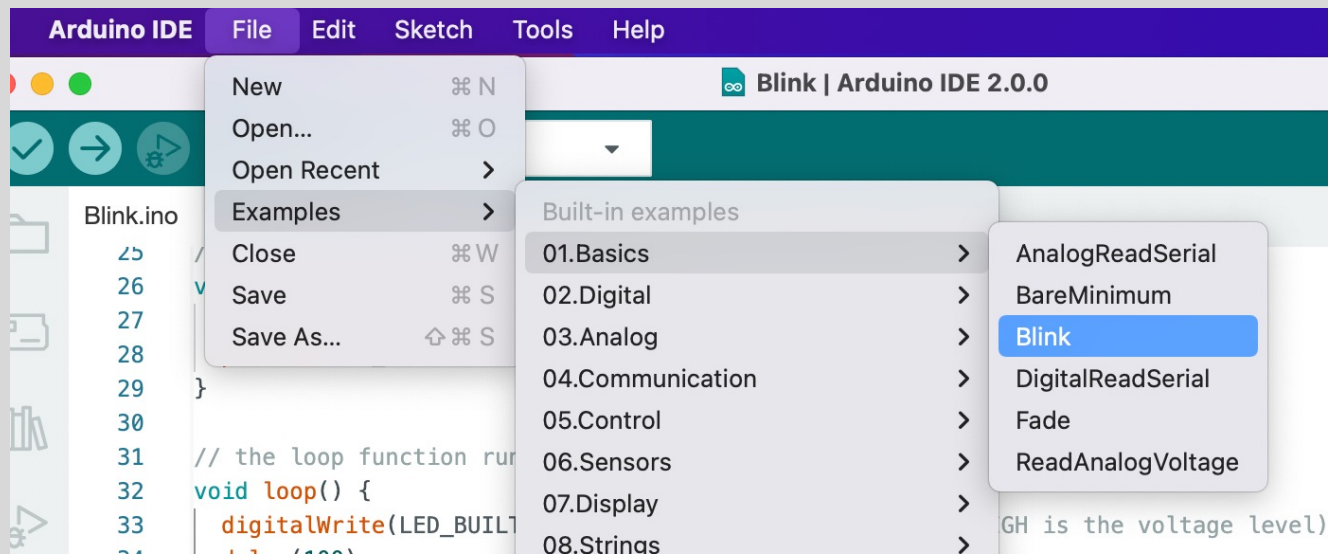 Arduino IDE File Edit Sketch Tools Help
Blink | Arduino IDE 2.0.0
New ⌘ N
Open... ⌘ O
Open Recent
Examples
Close ⌘ W
Save ⌘ S
Save As... ⇧ ⌘ S
Built-in examples
01.Basics
02.Digital
03.Analog
04.Communication
05.Control
06.Sensors
07.Display
08.Strings
AnalogReadSerial
BareMinimum
Blink
DigitalReadSerial
Fade
ReadAnalogVoltage
Blink.ino
25 /
26 v
27
28
29 }
30
31 // the loop function
32 void loop() {
33 digitalWrite(LED_BUILT GH is the voltage level)